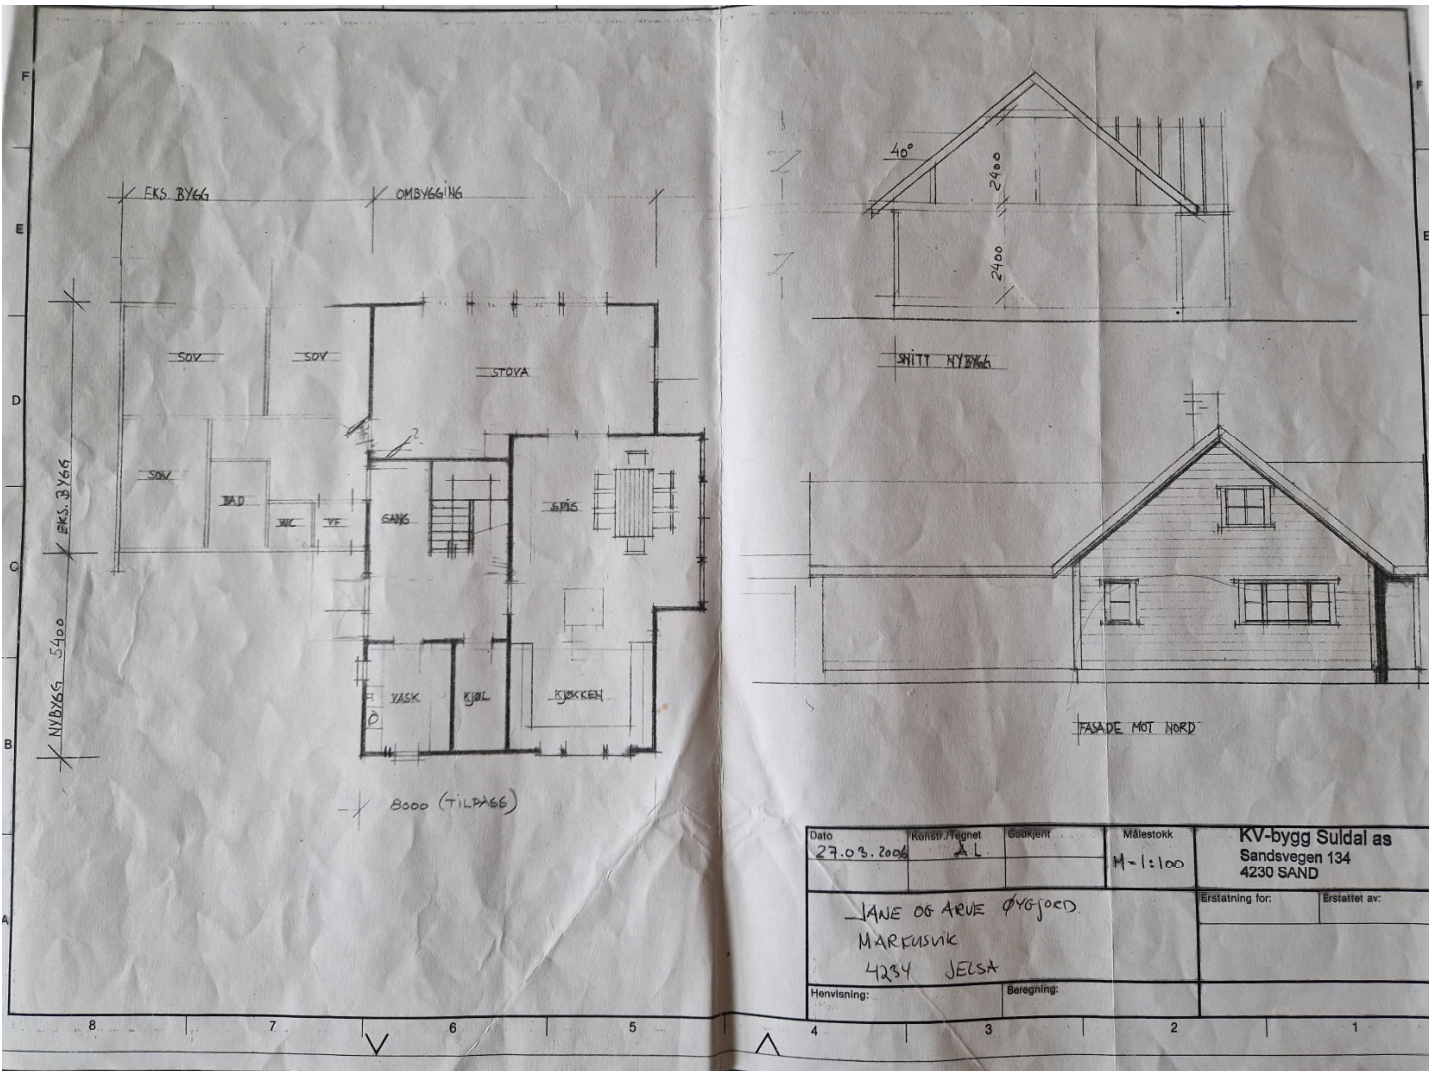 F
E
D
C
B
A
EKS. BYGG
OMBYGGING
EKS. BYGG
NYBYGG 5400
SOV
SOV
STOVA
SOV
BAD
WC
VF
GANG
SPIS
?
VASK
KJØL
KJØKKEN
8000 (TILPASS)
40°
2400
2400
SNITT NYBYGG
FASADE MOT NORD
F
E
Dato
27.03.2006
Konstr./Tegnet
A.L.
Godkjent
Målestokk
M=1:100
KV-bygg Suldal as
Sandsvegen 134
4230 SAND
JANE OG ARVE ØYGJORD
MARKUSVIK
4234 JELSA
Erstatning for:
Erstattet av:
Henvisning:
Beregning:
8 7 6 5 4 3 2 1